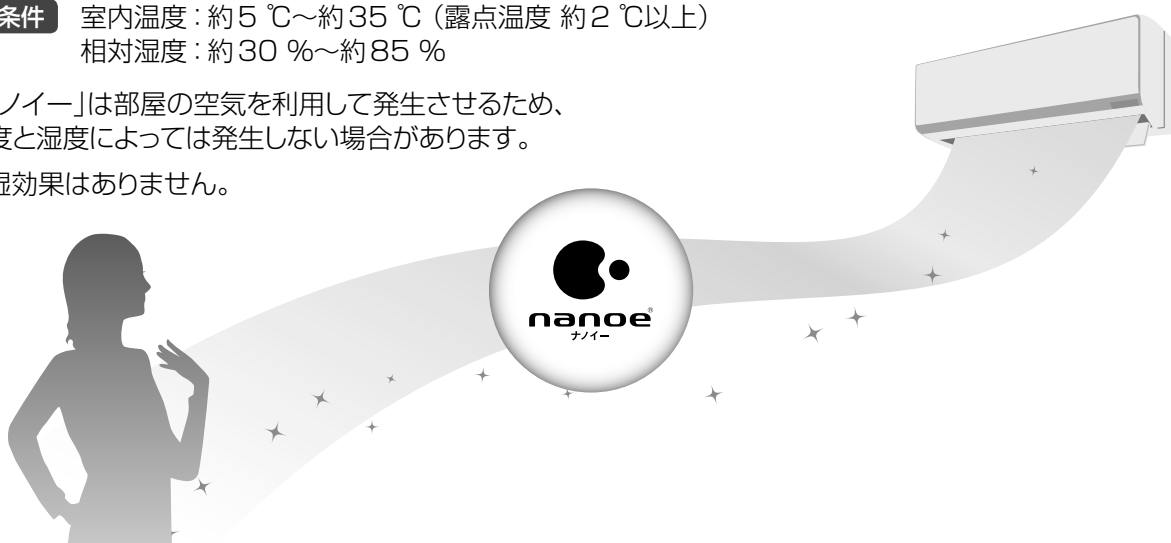 条件 室内温度：約5 ℃～約35 ℃（露点温度 約2 ℃以上）
相対湿度：約30 %～約85 %
ノイー」は部屋の空気を利用して発生させるため、
度と湿度によっては発生しない場合があります。
湿効果はありません。
nanoe®
ナノイー